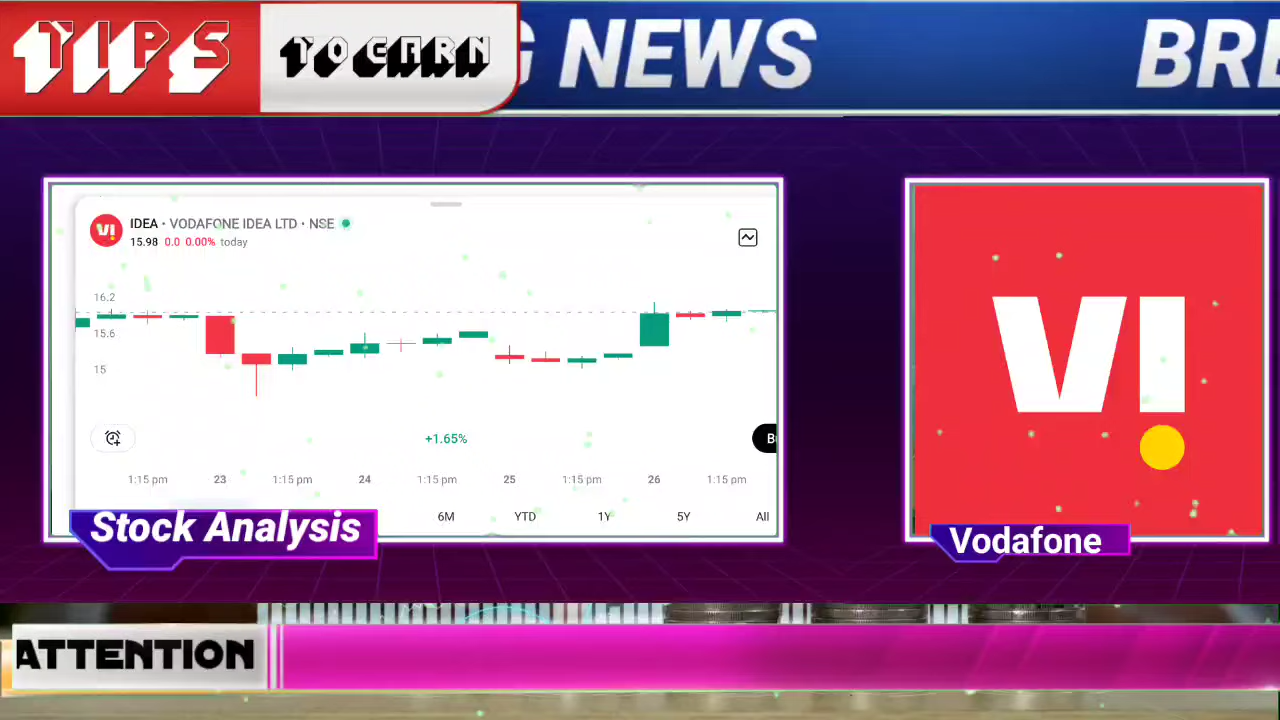 TIPS
TO EARN
G NEWS
BRE
IDEA • VODAFONE IDEA LTD • NSE
15.98 0.0 0.00% today
16.2
15.6
15
+1.65%
B
1:15 pm 23 1:15 pm 24 1:15 pm 25 1:15 pm 26 1:15 pm
6M YTD 1Y 5Y All
Stock Analysis
VI
Vodafone
ATTENTION